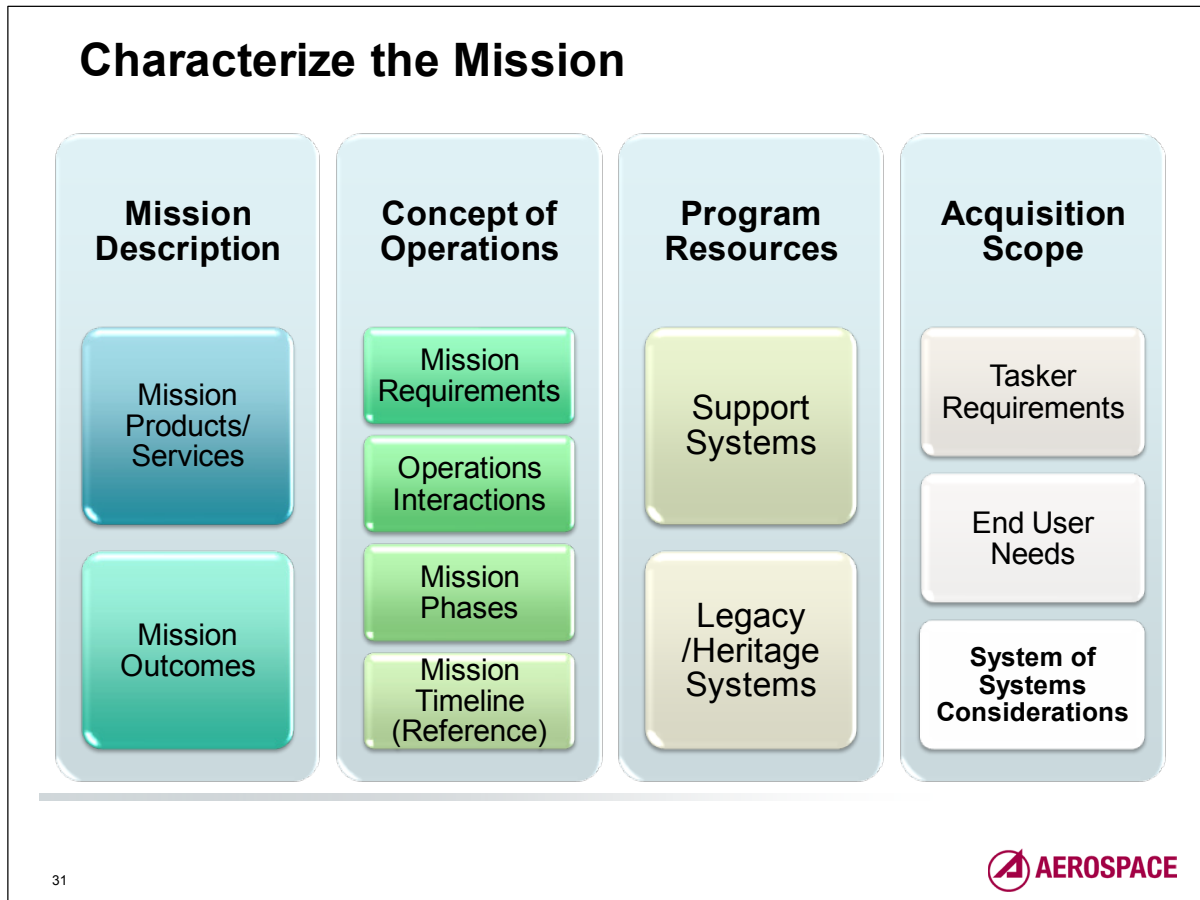 Characterize the Mission
Mission
Description
Mission
Products/
Services
Mission
Outcomes
Concept of
Operations
Mission
Requirements
Operations
Interactions
Mission
Phases
Mission
Timeline
(Reference)
Program
Resources
Support
Systems
Legacy
/Heritage
Systems
Acquisition
Scope
Tasker
Requirements
End User
Needs
System of
Systems
Considerations
31
AEROSPACE